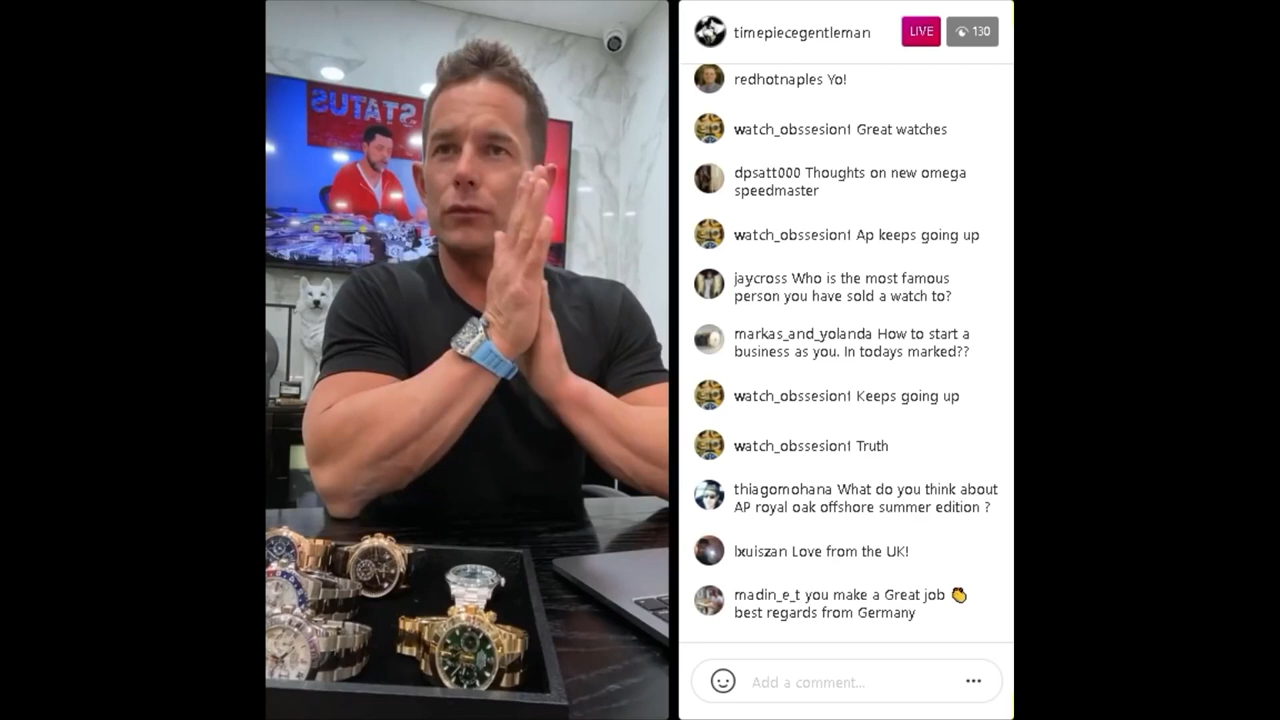 STATUS
timepiecegentleman
LIVE
130
redhotnaples Yo!
watch_obssesion1 Great watches
dpsatt000 Thoughts on new omega
speedmaster
watch_obssesion1 Ap keeps going up
jaycross Who is the most famous
person you have sold a watch to?
markas_and_yolanda How to start a
business as you. In todays marked??
watch_obssesion1 Keeps going up
watch_obssesion1 Truth
thiagomohana What do you think about
AP royal oak offshore summer edition ?
lxuiszan Love from the UK!
madin_e_t you make a Great job 👏
best regards from Germany
Add a comment...